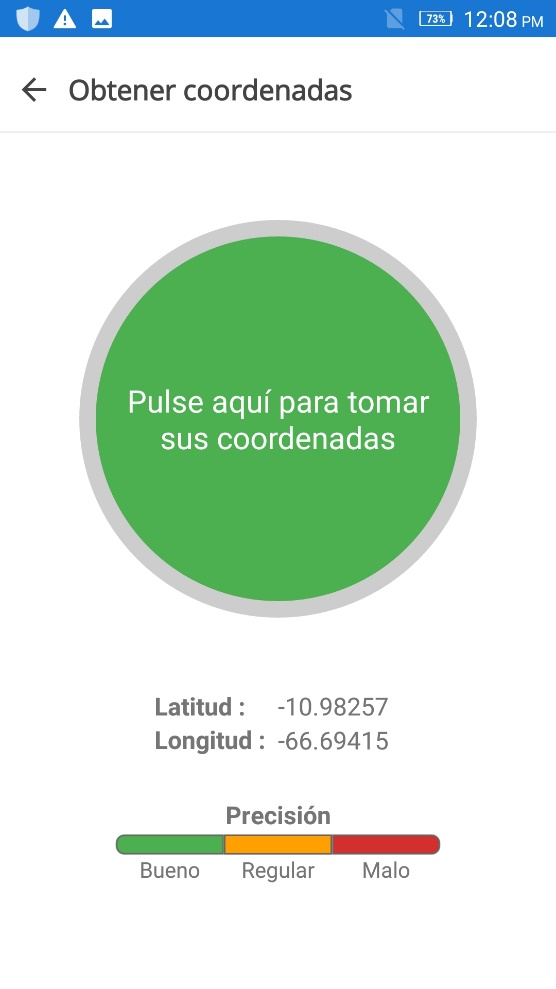 73% 12:08 PM
Obtener coordenadas
Pulse aquí para tomar
sus coordenadas
Latitud : -10.98257
Longitud : -66.69415
Precisión
Bueno Regular Malo